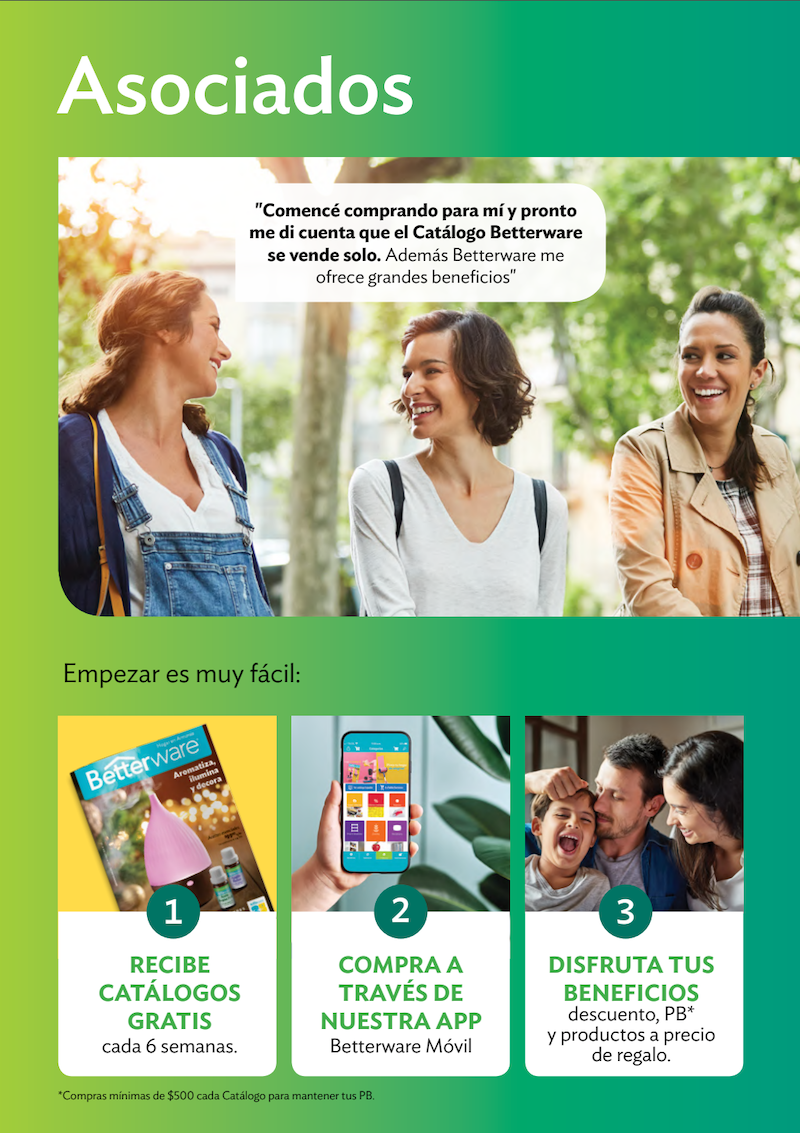 Asociados
"Comencé comprando para mí y pronto
me di cuenta que el Catálogo Betterware
se vende solo. Además Betterware me
ofrece grandes beneficios"
Empezar es muy fácil:
Betterware
Aromatiza,
ilumina
y decora
1
RECIBE
CATÁLOGOS
GRATIS
cada 6 semanas.
2
COMPRA A
TRAVÉS DE
NUESTRA APP
Betterware Móvil
3
DISFRUTA TUS
BENEFICIOS
descuento, PB*
y productos a precio
de regalo.
*Compras mínimas de $500 cada Catálogo para mantener tus PB.